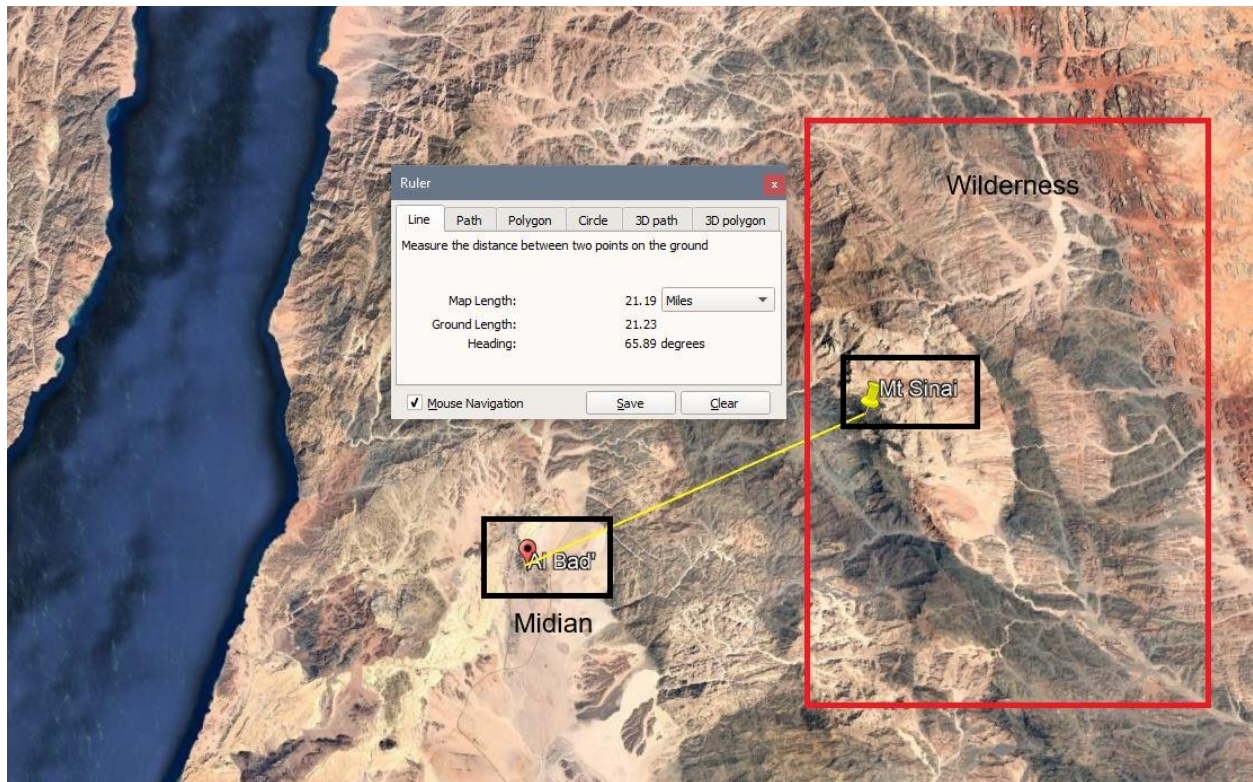 Wilderness
Ruler
x
Line Path Polygon Circle 3D path 3D polygon
Measure the distance between two points on the ground
Map Length: 21.19 Miles
Ground Length: 21.23
Heading: 65.89 degrees
Mouse Navigation Save Clear
Mt Sinai
Al Bad'
Midian